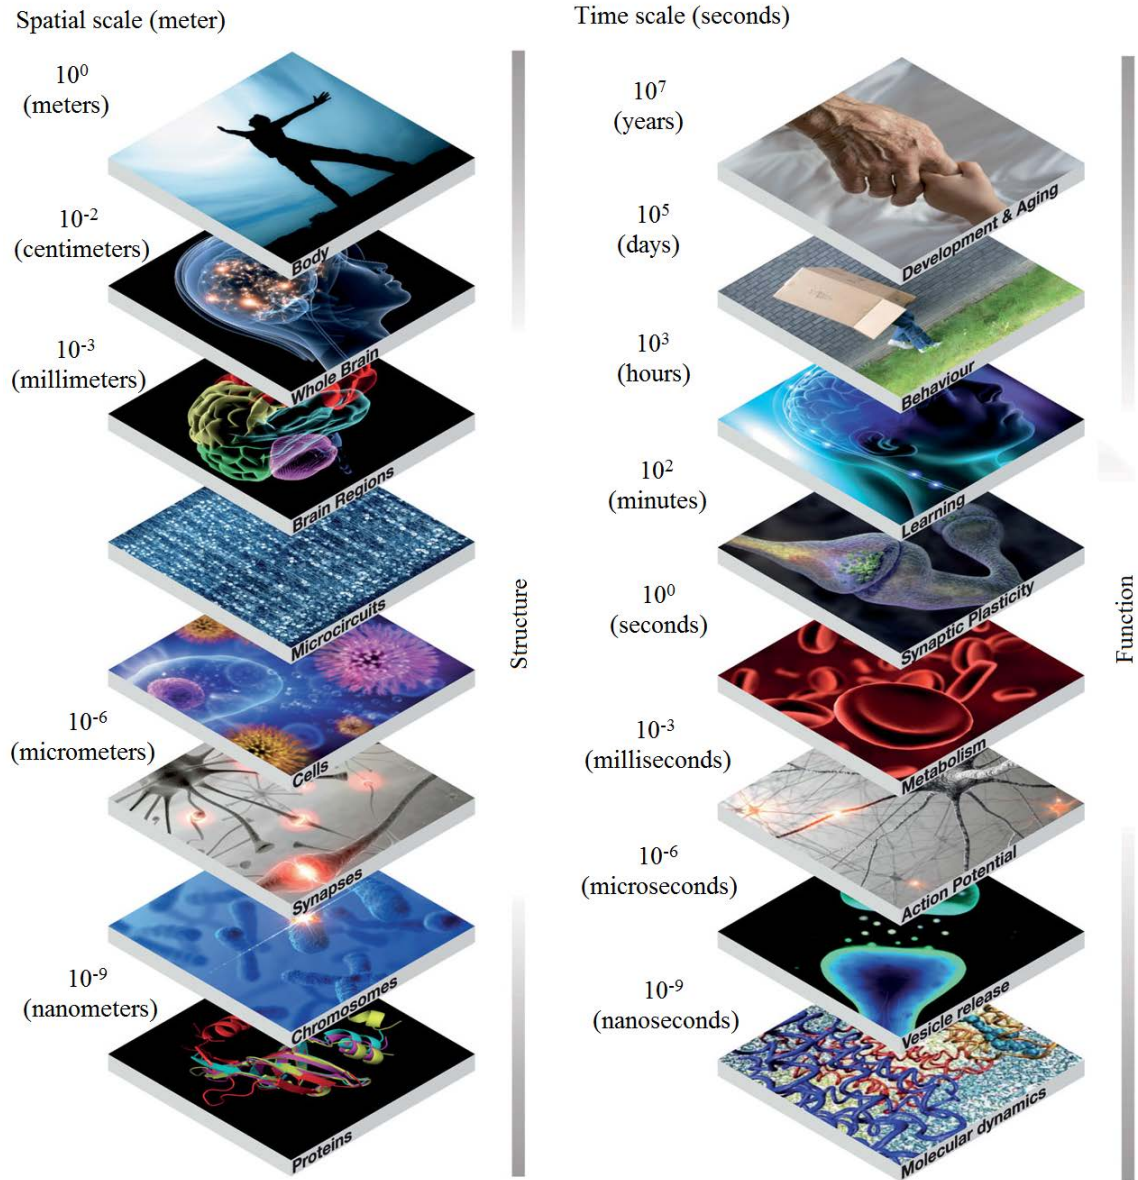 Spatial scale (meter)
10⁰
(meters)
Body
10⁻²
(centimeters)
Whole Brain
10⁻³
(millimeters)
Brain Regions
Microcircuits
Cells
10⁻⁶
(micrometers)
Synapses
Chromosomes
10⁻⁹
(nanometers)
Proteins
Structure
Time scale (seconds)
10⁷
(years)
Development & Aging
10⁵
(days)
Behaviour
10³
(hours)
Learning
10²
(minutes)
Synaptic Plasticity
10⁰
(seconds)
Metabolism
10⁻³
(milliseconds)
Action Potential
10⁻⁶
(microseconds)
Vesicle release
10⁻⁹
(nanoseconds)
Molecular dynamics
Function